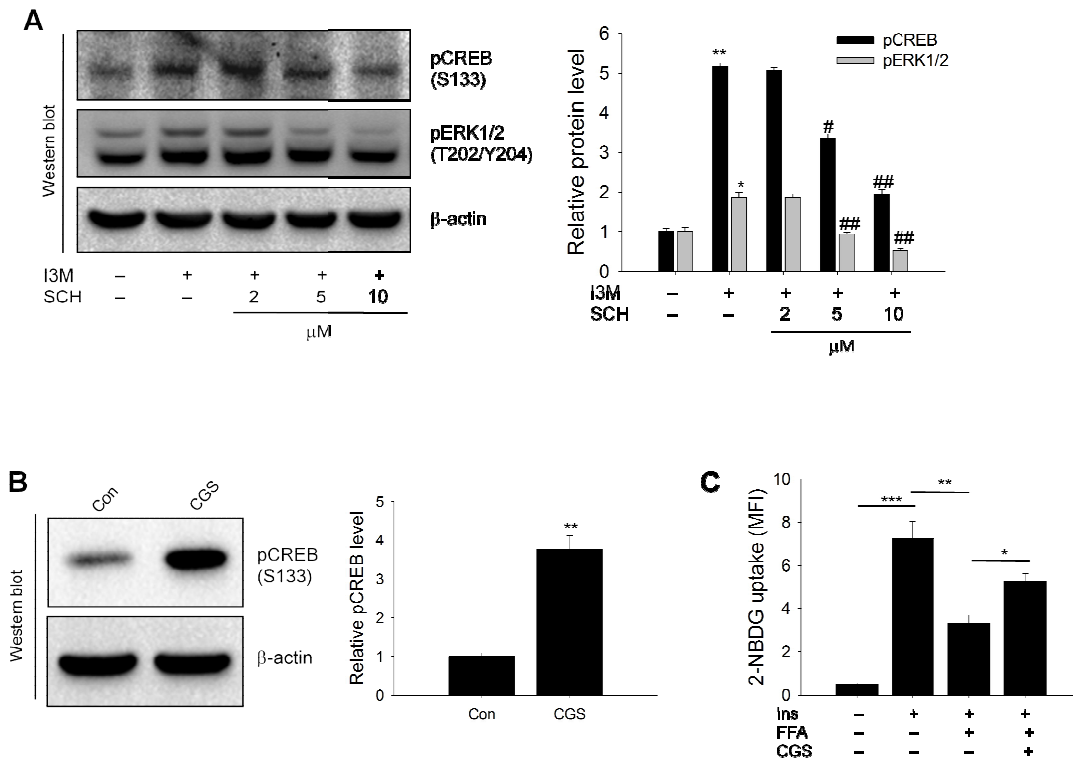 A
Western blot
pCREB
(S133)
pERK1/2
(T202/Y204)
β-actin
I3M – + + + +
SCH – – 2 5 10
μM
Relative protein level
6
5
4
3
2
1
0
pCREB
pERK1/2
**
*
#
##
##
##
I3M – + + + +
SCH – – 2 5 10
μM
B
Western blot
Con CGS
pCREB
(S133)
β-actin
Relative pCREB level
5
4
3
2
1
0
**
Con CGS
C
2-NBDG uptake (MFI)
10
8
6
4
2
0
***
**
*
Ins – + + +
FFA – – + +
CGS – – – +